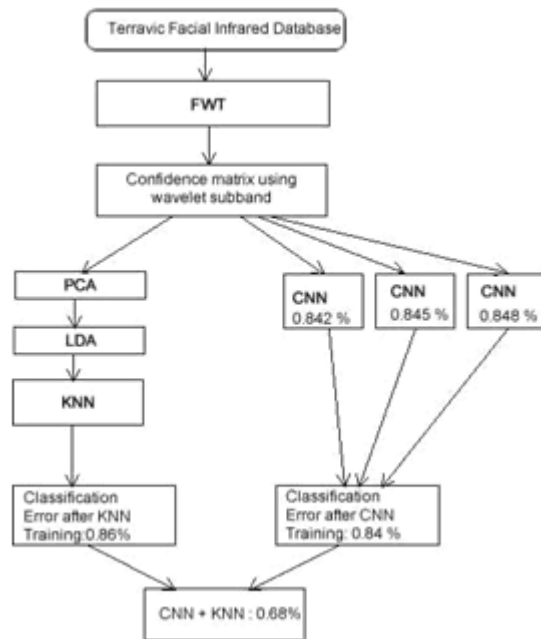 Terravic Facial Infrared Database
FWT
Confidence matrix using
wavelet subband
PCA
LDA
KNN
CNN
0.842 %
CNN
0.845 %
CNN
0.848 %
Classification
Error after KNN
Training:0.86%
Classification
Error after CNN
Training: 0.84 %
CNN + KNN : 0.68%